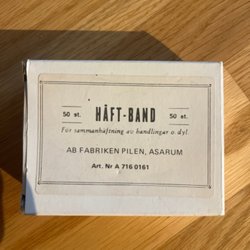 50 st. HÄFT-BAND 50 st.
För sammanhäftning av handlingar o. dyl.
AB FABRIKEN PILEN, ASARUM
Art. Nr A 716 0161